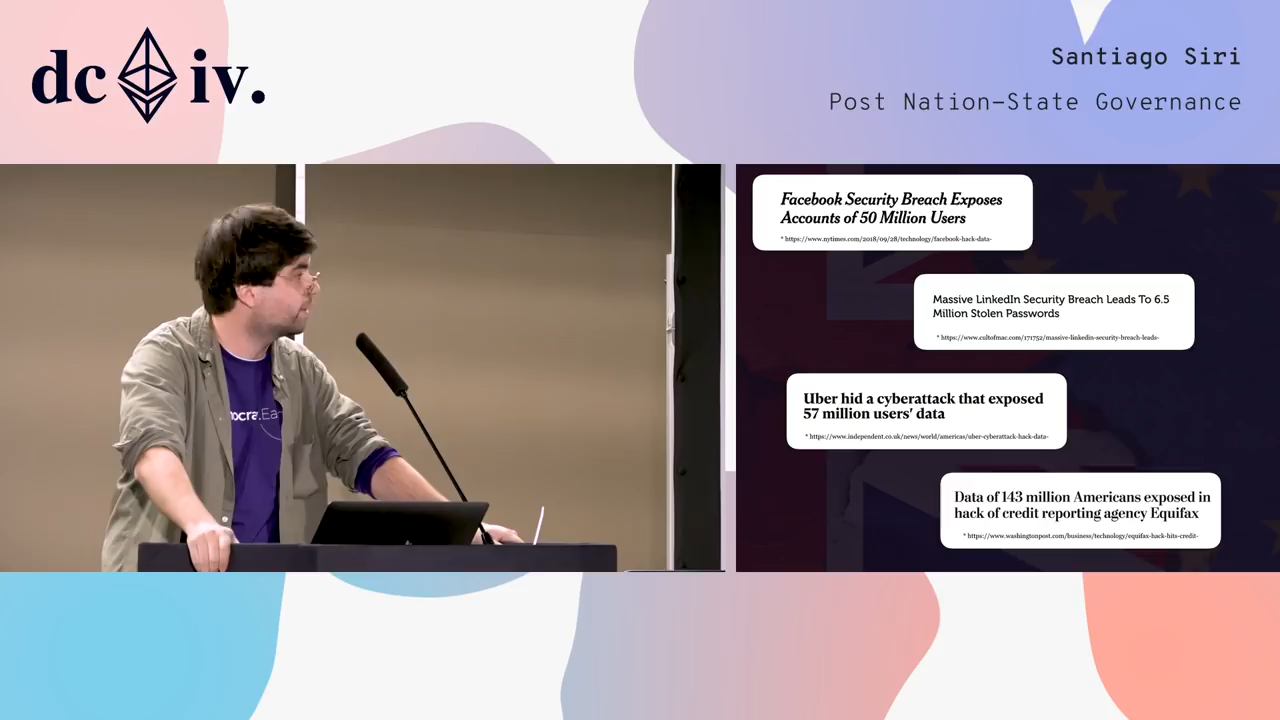 dc iv.
Santiago Siri
Post Nation-State Governance
Facebook Security Breach Exposes
Accounts of 50 Million Users
* https://www.nytimes.com/2018/09/28/technology/facebook-hack-data-
Massive LinkedIn Security Breach Leads To 6.5
Million Stolen Passwords
* https://www.cultofmac.com/171752/massive-linkedin-security-breach-leads-
Uber hid a cyberattack that exposed
57 million users' data
* https://www.independent.co.uk/news/world/americas/uber-cyberattack-hack-data-
Data of 143 million Americans exposed in
hack of credit reporting agency Equifax
* https://www.washingtonpost.com/business/technology/equifax-hack-hits-credit-